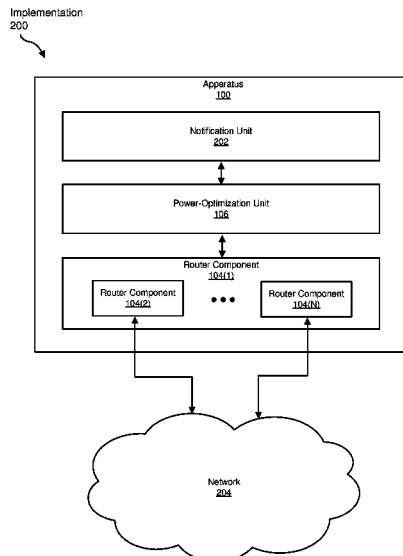 Implementation
200
Apparatus
100
Notification Unit
202
Power-Optimization Unit
106
Router Component
104(1)
Router Component
104(2)
Router Component
104(N)
Network
204